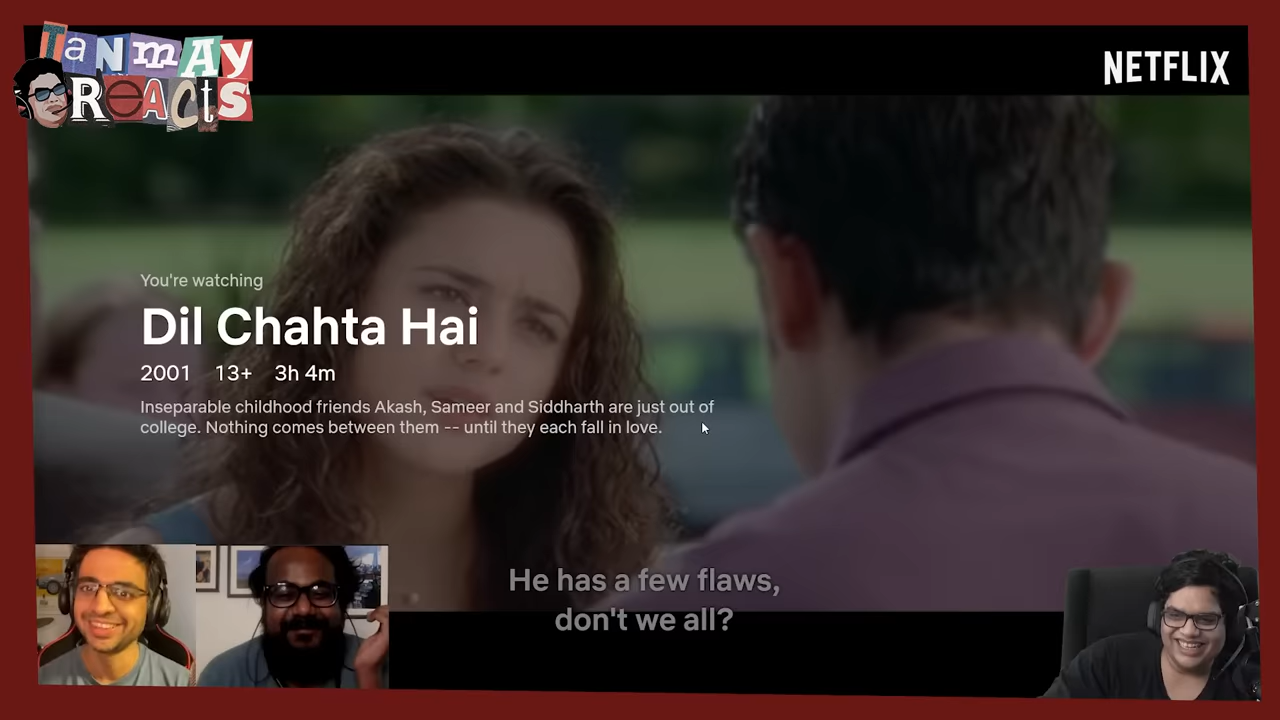 TaNmAy
REACtS
NETFLIX
You're watching
Dil Chahta Hai
2001 13+ 3h 4m
Inseparable childhood friends Akash, Sameer and Siddharth are just out of
college. Nothing comes between them -- until they each fall in love.
He has a few flaws,
don't we all?